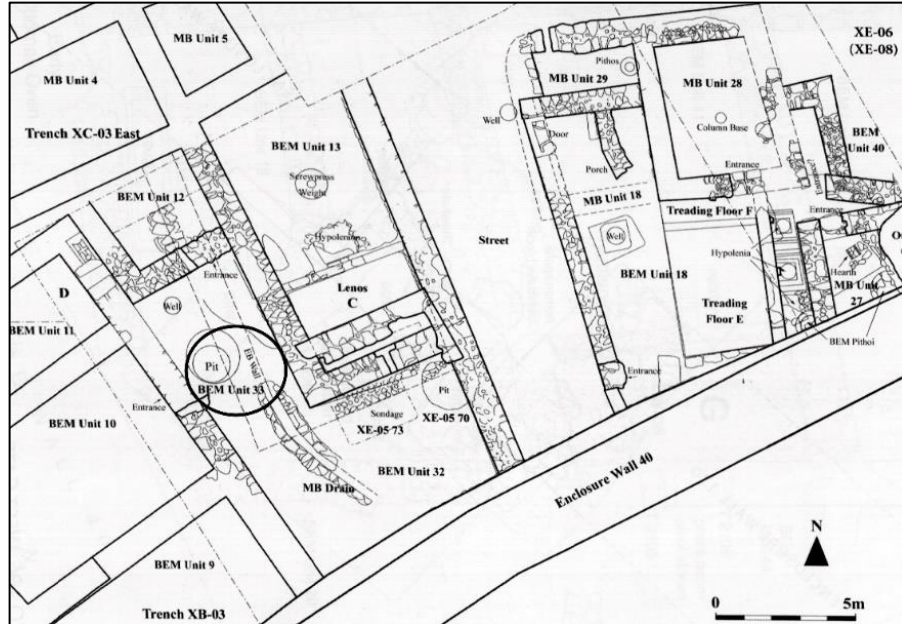 MB Unit 5
MB Unit 4
Trench XC-03 East
BEM Unit 13
Screwpress
Weight
BEM Unit 12
Hypolenion
Entrance
Lenos
C
D
Well
BEM Unit 11
Pit
BEM Unit 33
EB Wall
Entrance
BEM Unit 10
Pit
Sondage
XE-05 73
XE-05 70
BEM Unit 32
MB Drain
BEM Unit 9
Trench XB-03
Street
Enclosure Wall 40
XE-06
(XE-08)
Pithos
MB Unit 29
MB Unit 28
Well
Door
Column Base
BEM
Unit 40
Porch
Entrance
MB Unit 18
Treading Floor F
Entrance
Well
Hypolenia
BEM Unit 18
Hearth
MB Unit
27
Treading
Floor E
BEM Pithoi
Entrance
N
0
5m